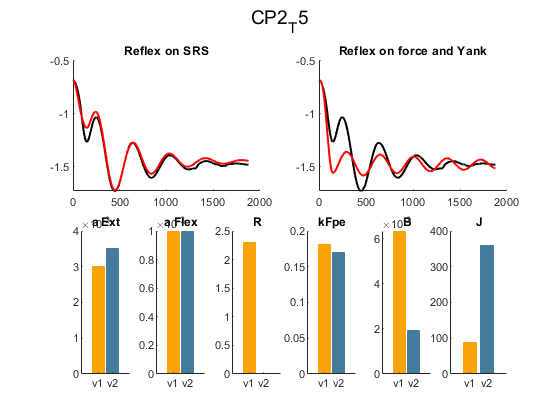 CP2T5
Reflex on SRS
Reflex on force and Yank
-0.5 -1 -1.5
0 500 1000 1500 2000
-0.5 -1 -1.5
0 500 1000 1500 2000
a Flex R kFpe B J
4 3 2 1 0
v1 v2
1 0.8 0.6 0.4 0.2 0
v1 v2
2.5 2 1.5 1 0.5 0
v1 v2
0.2 0.15 0.1 0.05 0
v1 v2
6 4 2 0
v1 v2
400 300 200 100 0
v1 v2